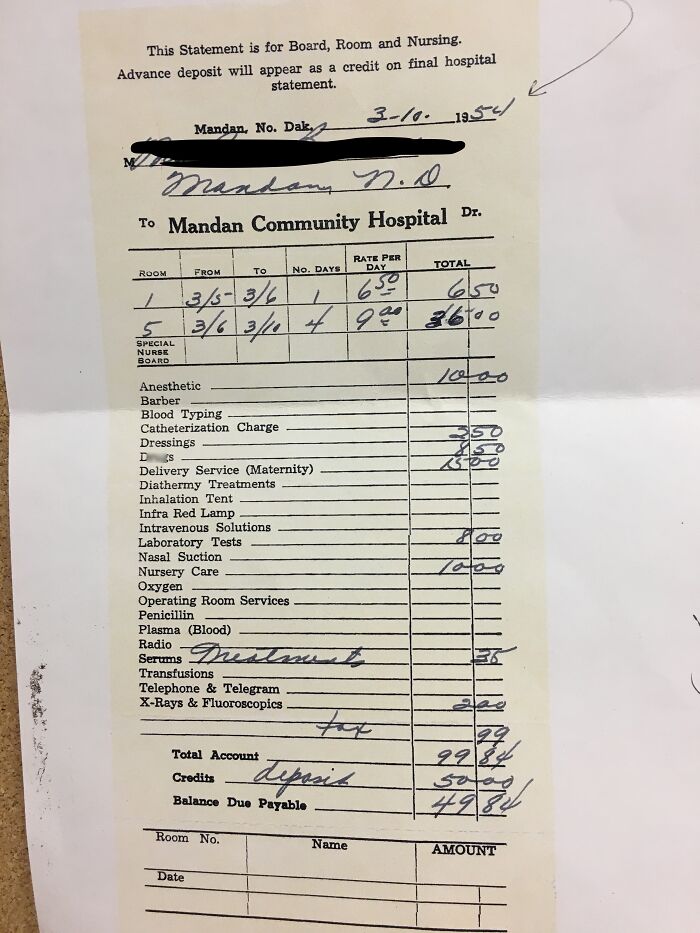 This Statement is for Board, Room and Nursing.
Advance deposit will appear as a credit on final hospital
statement.
Mandan, No. Dak. 3-10. 1954
M
Mandan, N.D.
To Mandan Community Hospital Dr.
ROOM FROM TO NO. DAYS RATE PER DAY TOTAL
1 3/5 3/6 1 6 50 6 50
5 3/6 3/10 4 9 00 36 00
SPECIAL
NURSE
BOARD
Anesthetic 10 00
Barber
Blood Typing
Catheterization Charge
Dressings 2 50
D gs 8 50
Delivery Service (Maternity) 15 00
Diathermy Treatments
Inhalation Tent
Infra Red Lamp
Intravenous Solutions
Laboratory Tests 8 00
Nasal Suction
Nursery Care 10 00
Oxygen
Operating Room Services
Penicillin
Plasma (Blood)
Radio
Serums Treatments 35
Transfusions
Telephone & Telegram
X-Rays & Fluoroscopics 2 00
tax 99
Total Account 99 84
Credits deposit 50 00
Balance Due Payable 49 84
Room No. Name AMOUNT
Date